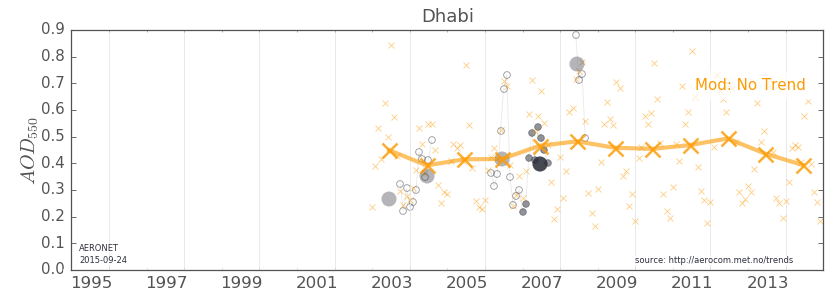 Dhabi
0.9
0.8
0.7
0.6
0.5
0.4
0.3
0.2
0.1
0.0
AOD550
Mod: No Trend
AERONET
2015-09-24
source: http://aerocom.met.no/trends
1995 1997 1999 2001 2003 2005 2007 2009 2011 2013